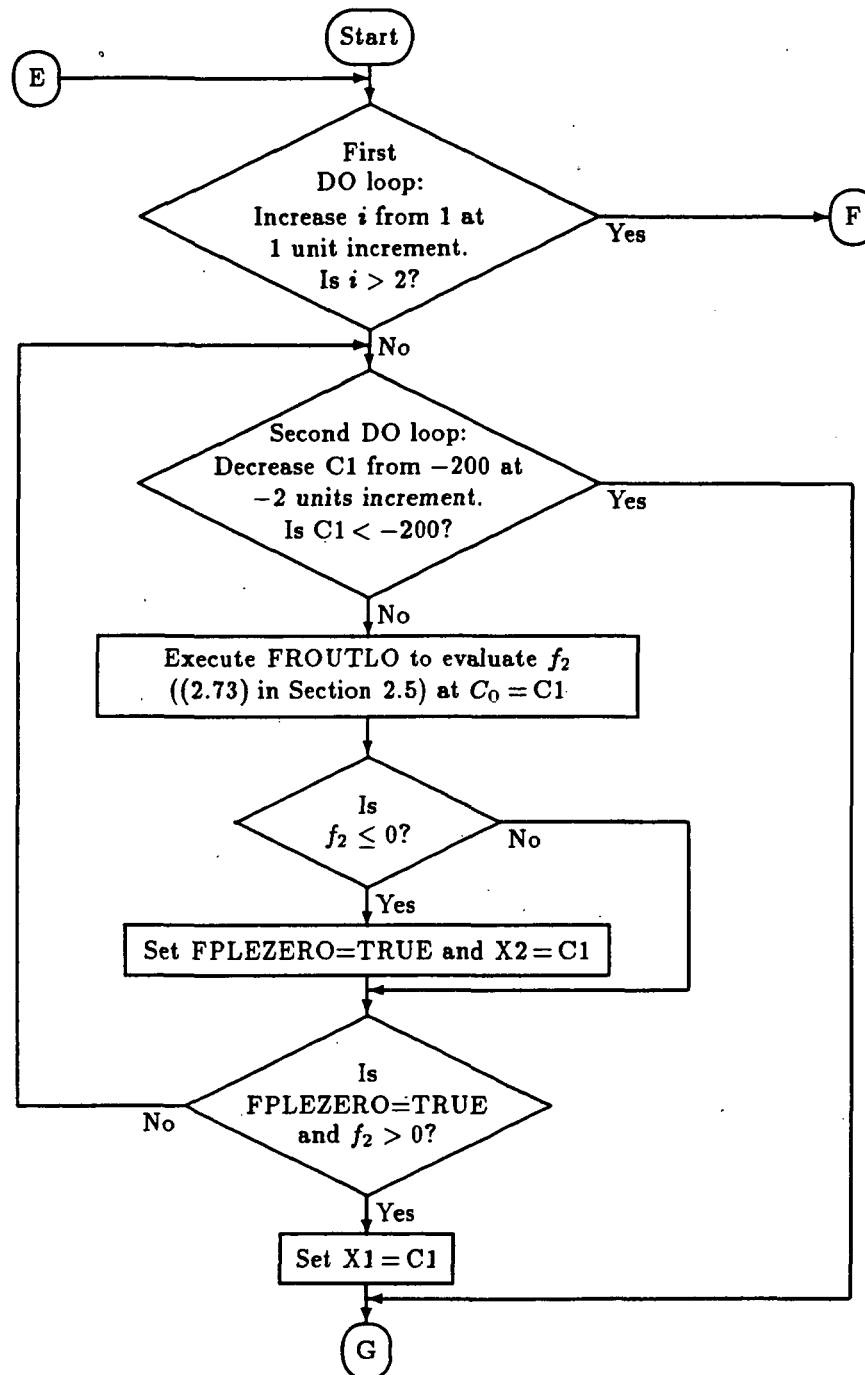 Start
E
First
DO loop:
Increase i from 1 at
1 unit increment.
Is i > 2?
Yes
F
No
Second DO loop:
Decrease C1 from −200 at
−2 units increment.
Is C1 < −200?
Yes
No
Execute FROUTLO to evaluate f₂
((2.73) in Section 2.5) at C₀ = C1
Is
f₂ ≤ 0?
No
Yes
Set FPLEZERO=TRUE and X2 = C1
Is
FPLEZERO=TRUE
and f₂ > 0?
No
Yes
Set X1 = C1
G